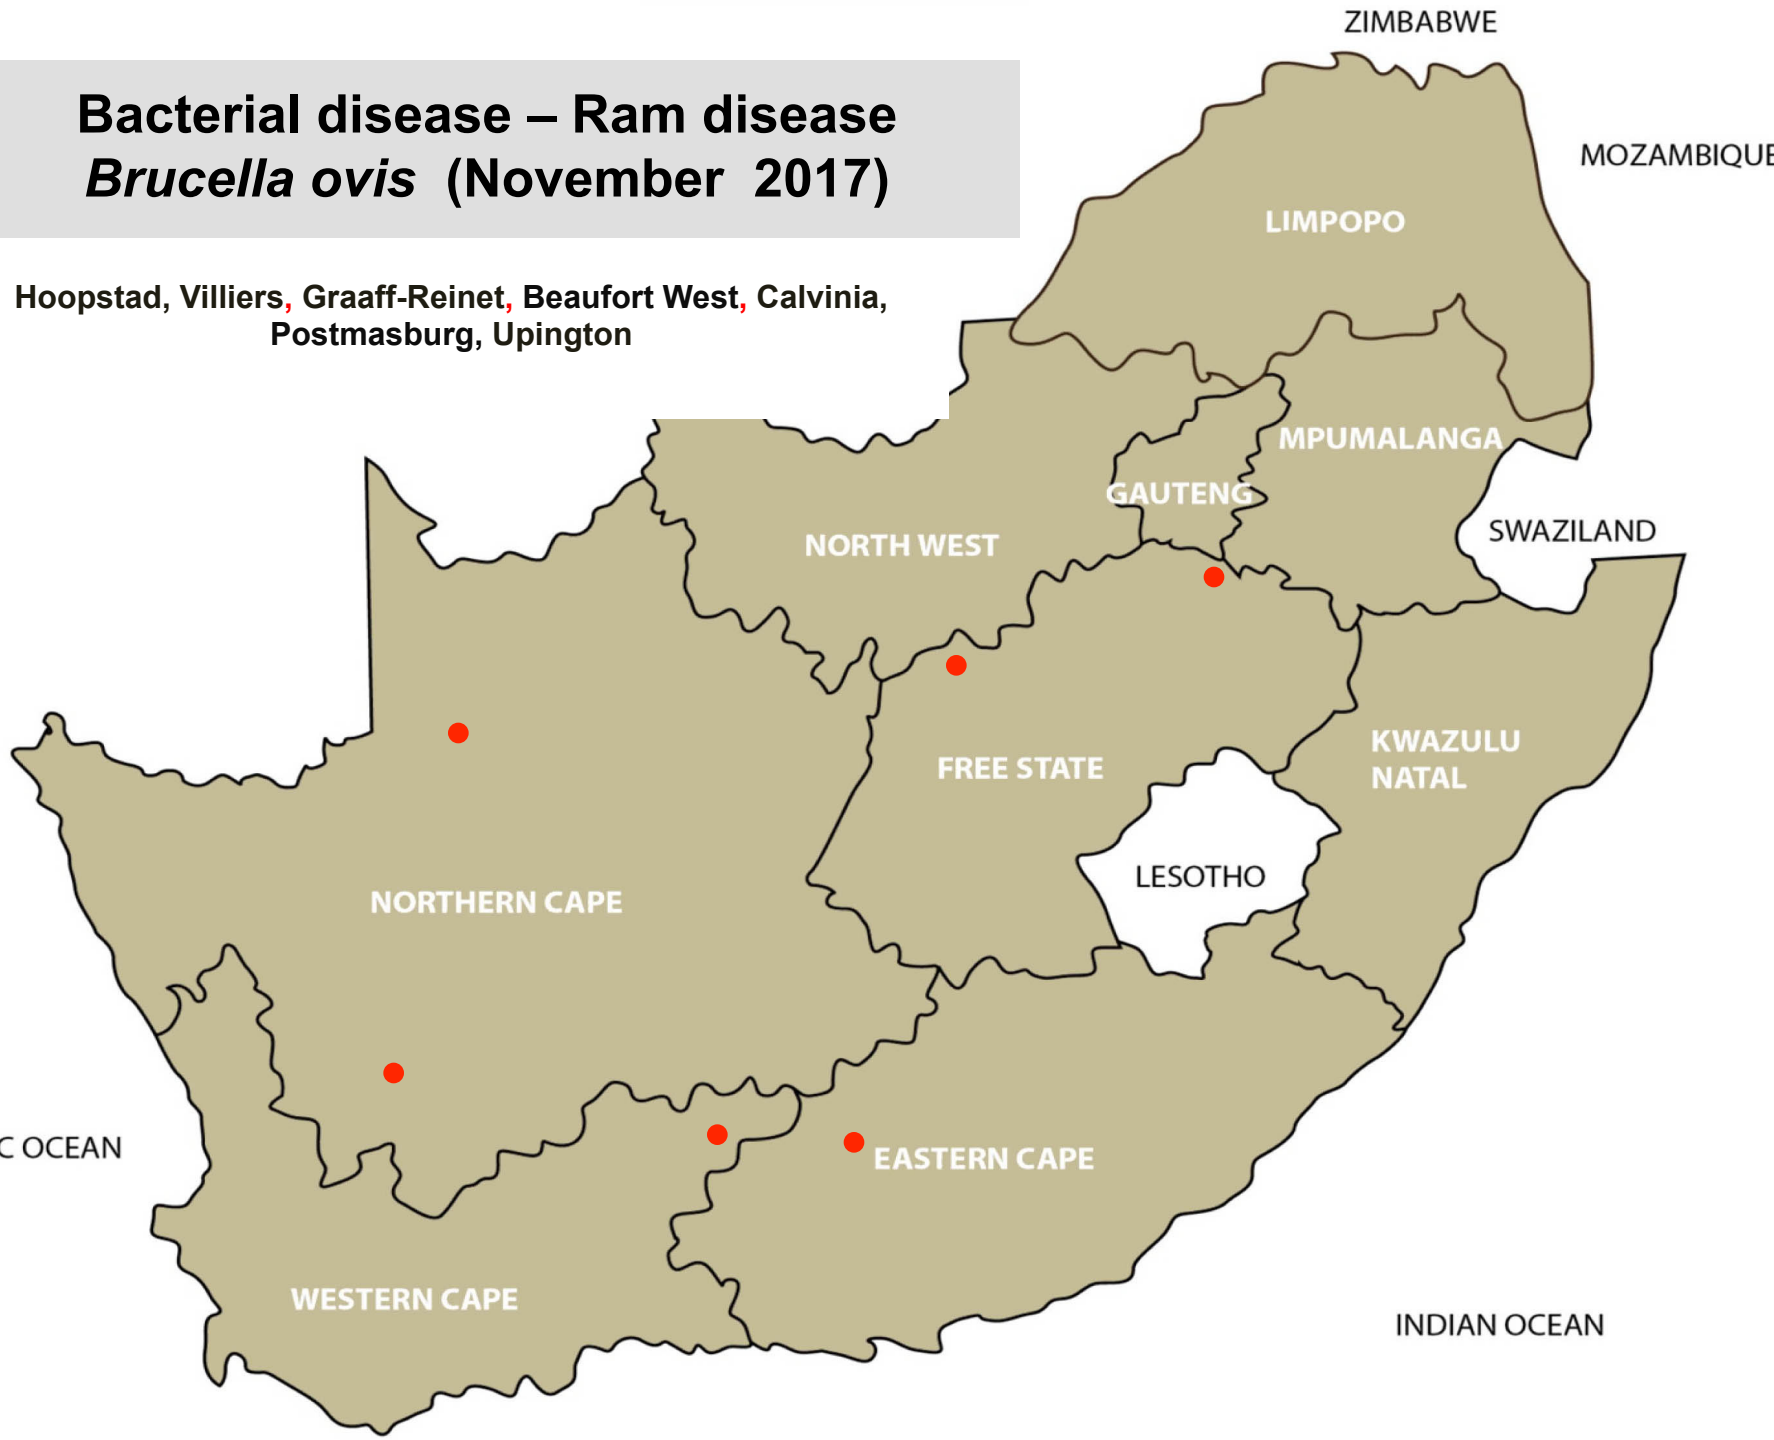 ZIMBABWE
Bacterial disease – Ram disease
Brucella ovis (November 2017)
MOZAMBIQUE
LIMPOPO
Hoopstad, Villiers, Graaff-Reinet, Beaufort West, Calvinia,
Postmasburg, Upington
MPUMALANGA
GAUTENG
NORTH WEST
SWAZILAND
KWAZULU
NATAL
FREE STATE
LESOTHO
NORTHERN CAPE
C OCEAN
EASTERN CAPE
WESTERN CAPE
INDIAN OCEAN